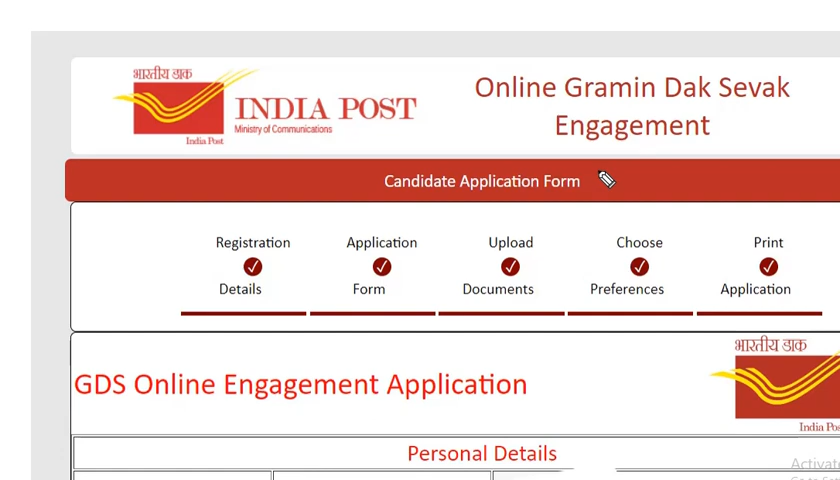 भारतीय डाक
INDIA POST
Ministry of Communications
India Post
Online Gramin Dak Sevak
Engagement
Candidate Application Form
Registration
Details
Application
Form
Upload
Documents
Choose
Preferences
Print
Application
भारतीय डाक
GDS Online Engagement Application
India Pos
Personal Details
Activat